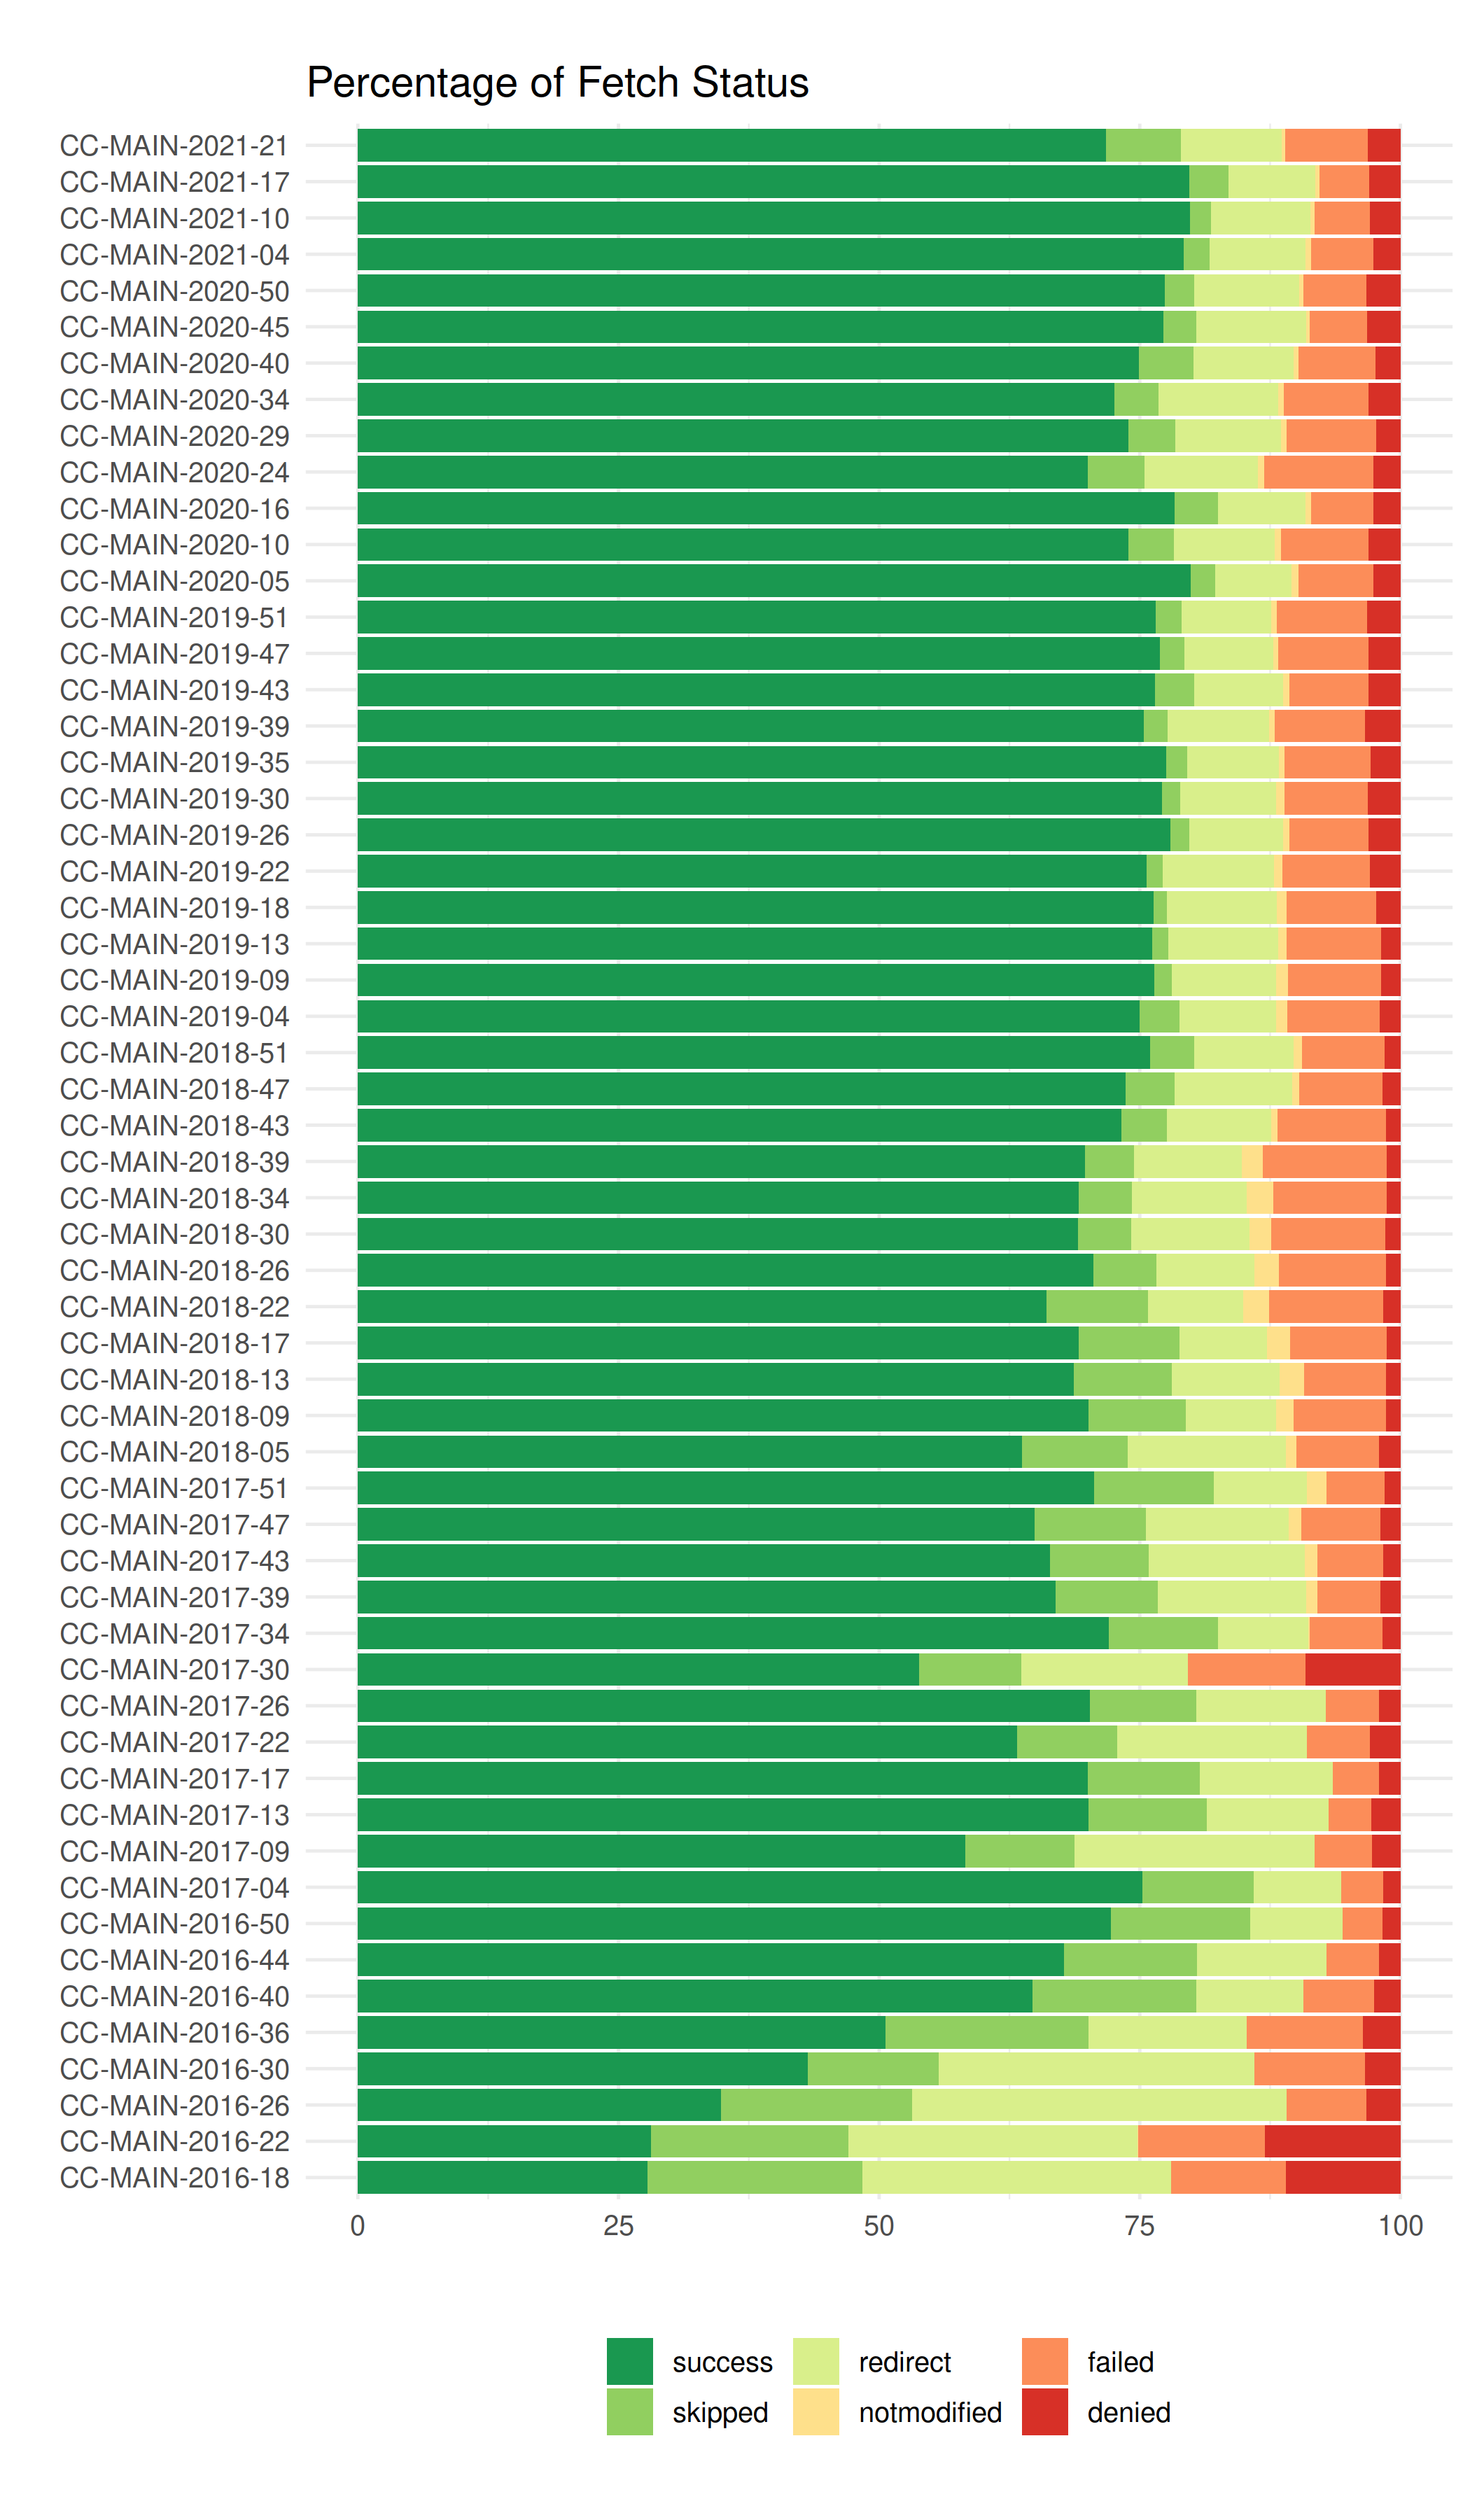 Percentage of Fetch Status
CC-MAIN-2021-21
CC-MAIN-2021-17
CC-MAIN-2021-10
CC-MAIN-2021-04
CC-MAIN-2020-50
CC-MAIN-2020-45
CC-MAIN-2020-40
CC-MAIN-2020-34
CC-MAIN-2020-29
CC-MAIN-2020-24
CC-MAIN-2020-16
CC-MAIN-2020-10
CC-MAIN-2020-05
CC-MAIN-2019-51
CC-MAIN-2019-47
CC-MAIN-2019-43
CC-MAIN-2019-39
CC-MAIN-2019-35
CC-MAIN-2019-30
CC-MAIN-2019-26
CC-MAIN-2019-22
CC-MAIN-2019-18
CC-MAIN-2019-13
CC-MAIN-2019-09
CC-MAIN-2019-04
CC-MAIN-2018-51
CC-MAIN-2018-47
CC-MAIN-2018-43
CC-MAIN-2018-39
CC-MAIN-2018-34
CC-MAIN-2018-30
CC-MAIN-2018-26
CC-MAIN-2018-22
CC-MAIN-2018-17
CC-MAIN-2018-13
CC-MAIN-2018-09
CC-MAIN-2018-05
CC-MAIN-2017-51
CC-MAIN-2017-47
CC-MAIN-2017-43
CC-MAIN-2017-39
CC-MAIN-2017-34
CC-MAIN-2017-30
CC-MAIN-2017-26
CC-MAIN-2017-22
CC-MAIN-2017-17
CC-MAIN-2017-13
CC-MAIN-2017-09
CC-MAIN-2017-04
CC-MAIN-2016-50
CC-MAIN-2016-44
CC-MAIN-2016-40
CC-MAIN-2016-36
CC-MAIN-2016-30
CC-MAIN-2016-26
CC-MAIN-2016-22
CC-MAIN-2016-18
0 25 50 75 100
success redirect failed
skipped notmodified denied